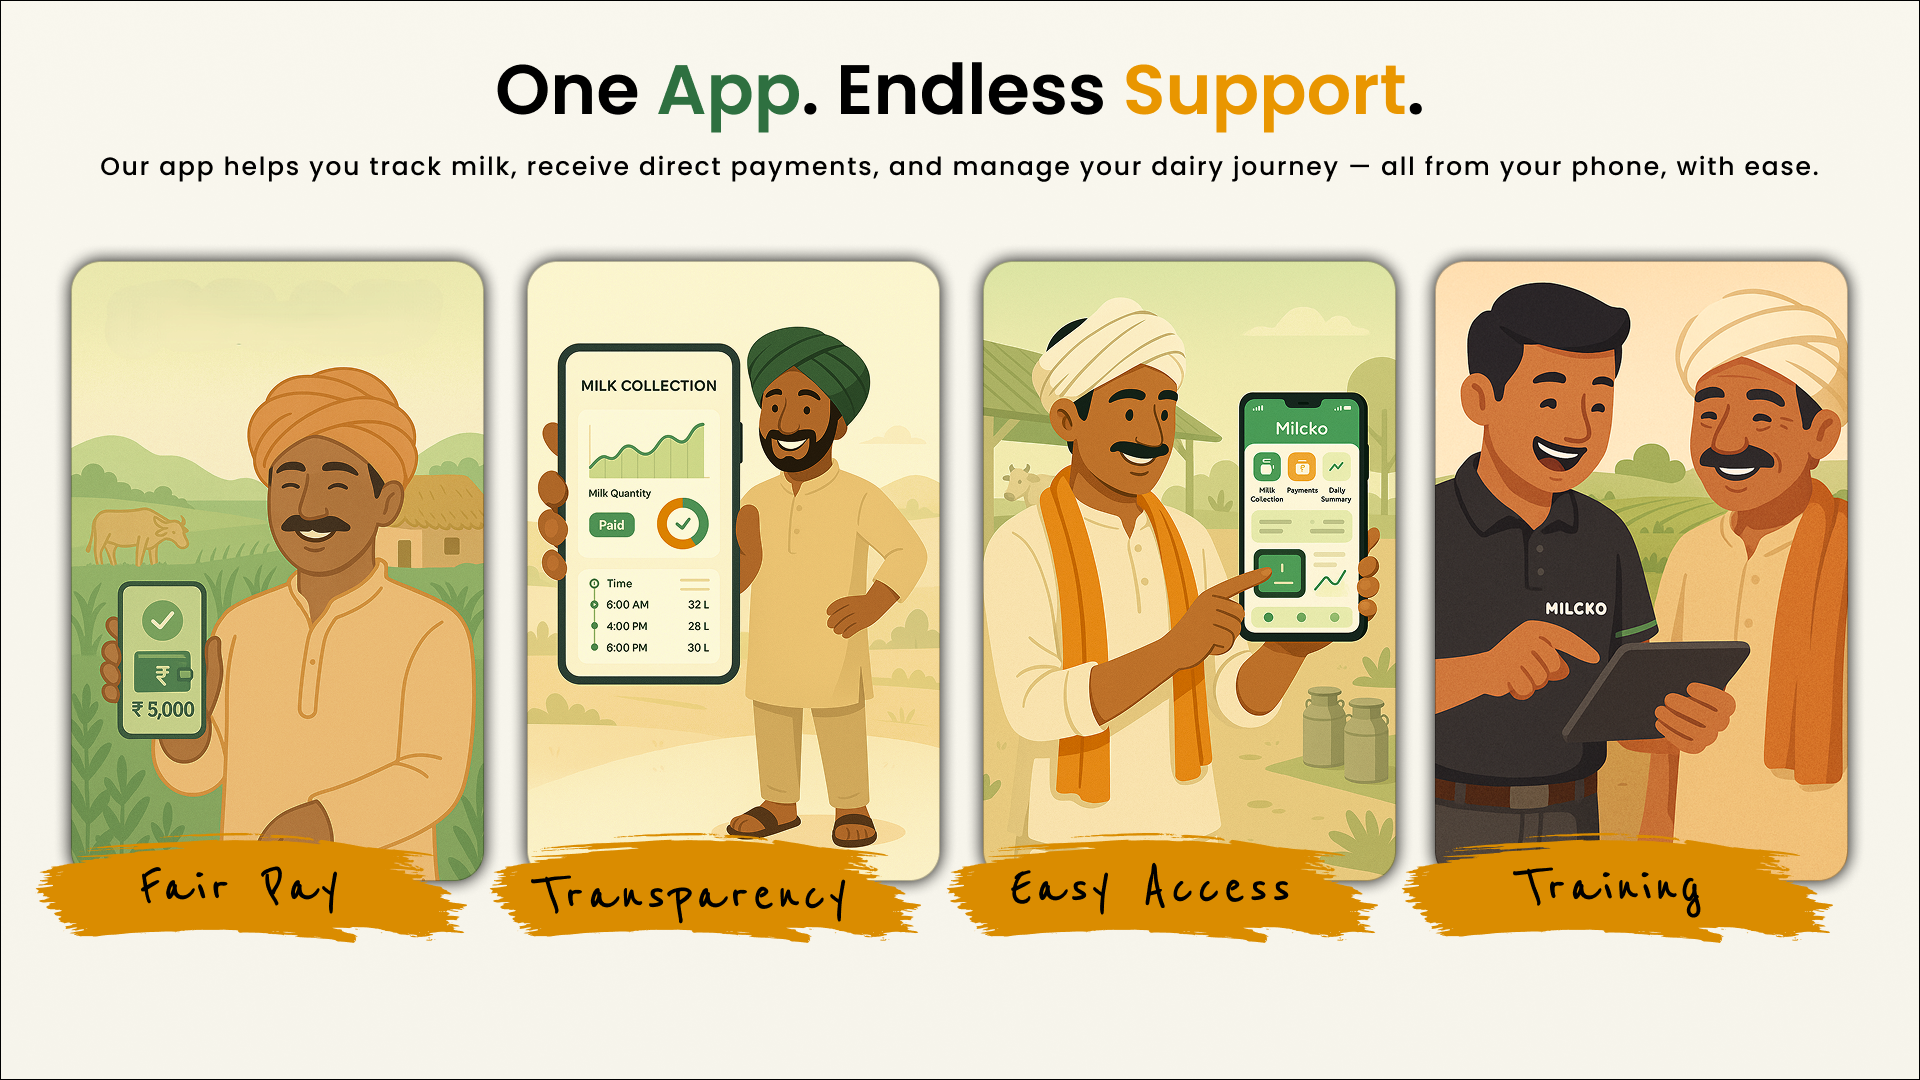 One App. Endless Support.
Our app helps you track milk, receive direct payments, and manage your dairy journey — all from your phone, with ease.
₹
₹ 5,000
Fair Pay
MILK COLLECTION
Milk Quantity
Paid
Time
6:00 AM 32 L
4:00 PM 28 L
6:00 PM 30 L
Transparency
Milcko
Millk Payments Daily
Collection Summary
Easy Access
MILCKO
Training